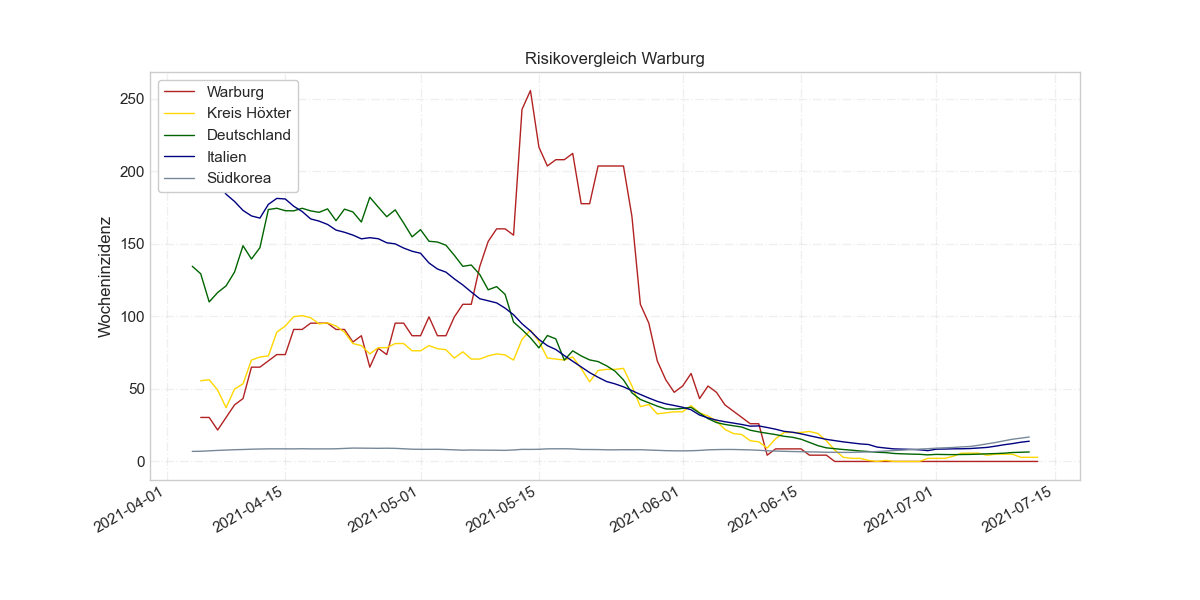 Risikovergleich Warburg
Warburg
Kreis Höxter
Deutschland
Italien
Südkorea
Wocheninzidenz
250
200
150
100
50
0
2021-04-01
2021-04-15
2021-05-01
2021-05-15
2021-06-01
2021-06-15
2021-07-01
2021-07-15